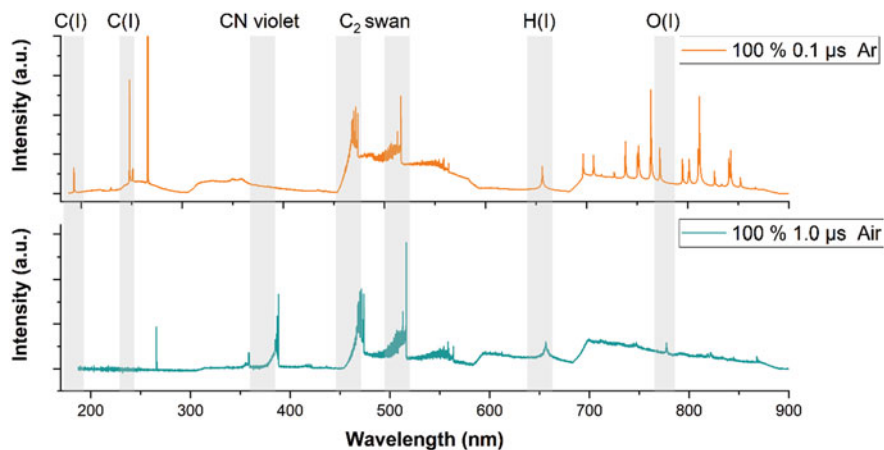 C(I) C(I) CN violet C₂ swan H(I) O(I)
Intensity (a.u.)
100 % 0.1 µs Ar
Intensity (a.u.)
100 % 1.0 µs Air
200 300 400 500 600 700 800 900
Wavelength (nm)